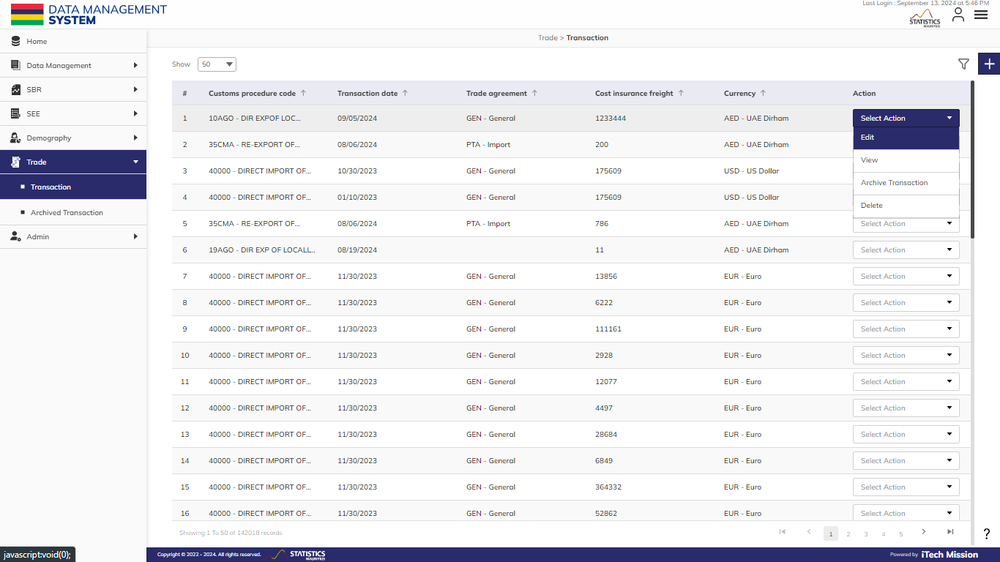 Last Login : September 13, 2024 at 5:46 PM
DATA MANAGEMENT
SYSTEM
STATISTICS
MAURITIUS
Trade > Transaction
Home
Data Management
SBR
SEE
Demography
Trade
Transaction
Archived Transaction
Admin
Show 50
# Customs procedure code Transaction date Trade agreement Cost insurance freight Currency Action
1 10AGO - DIR EXPOF LOC... 09/05/2024 GEN - General 1233444 AED - UAE Dirham Select Action
Edit
2 35CMA - RE-EXPORT OF... 08/06/2024 PTA - Import 200 AED - UAE Dirham
View
3 40000 - DIRECT IMPORT OF... 10/30/2023 GEN - General 175609 USD - US Dollar
Archive Transaction
4 40000 - DIRECT IMPORT OF... 01/10/2023 GEN - General 175609 USD - US Dollar
Delete
5 35CMA - RE-EXPORT OF... 08/06/2024 PTA - Import 786 AED - UAE Dirham Select Action
6 19AGO - DIR EXP OF LOCALL.. 08/19/2024 11 AED - UAE Dirham Select Action
7 40000 - DIRECT IMPORT OF... 11/30/2023 GEN - General 13856 EUR - Euro Select Action
8 40000 - DIRECT IMPORT OF... 11/30/2023 GEN - General 6222 EUR - Euro Select Action
9 40000 - DIRECT IMPORT OF... 11/30/2023 GEN - General 111161 EUR - Euro Select Action
10 40000 - DIRECT IMPORT OF... 11/30/2023 GEN - General 2928 EUR - Euro Select Action
11 40000 - DIRECT IMPORT OF... 11/30/2023 GEN - General 12077 EUR - Euro Select Action
12 40000 - DIRECT IMPORT OF... 11/30/2023 GEN - General 4497 EUR - Euro Select Action
13 40000 - DIRECT IMPORT OF... 11/30/2023 GEN - General 28684 EUR - Euro Select Action
14 40000 - DIRECT IMPORT OF... 11/30/2023 GEN - General 6849 EUR - Euro Select Action
15 40000 - DIRECT IMPORT OF... 11/30/2023 GEN - General 364332 EUR - Euro Select Action
16 40000 - DIRECT IMPORT OF... 11/30/2023 GEN - General 52862 EUR - Euro Select Action
Showing 1 To 50 of 142018 records
1 2 3 4 5
?
javascript:void(0);
Copyright © 2022 - 2024. All rights reserved.
STATISTICS
MAURITIUS
Powered by iTech Mission